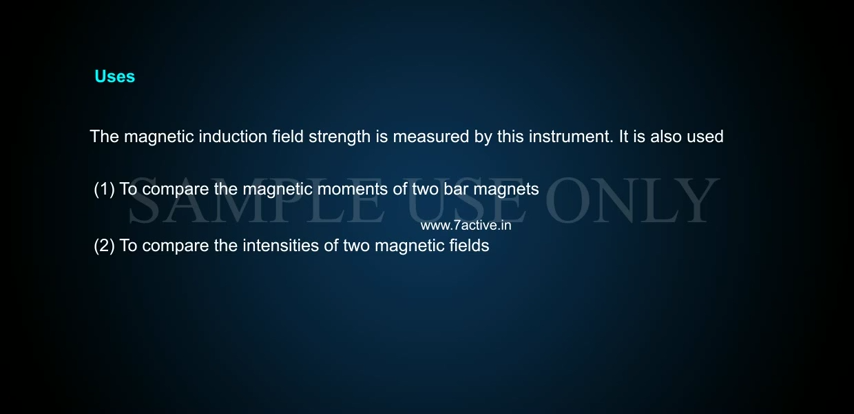 Uses
The magnetic induction field strength is measured by this instrument. It is also used
(1) To compare the magnetic moments of two bar magnets
SAMPLE USE ONLY
www.7active.in
(2) To compare the intensities of two magnetic fields